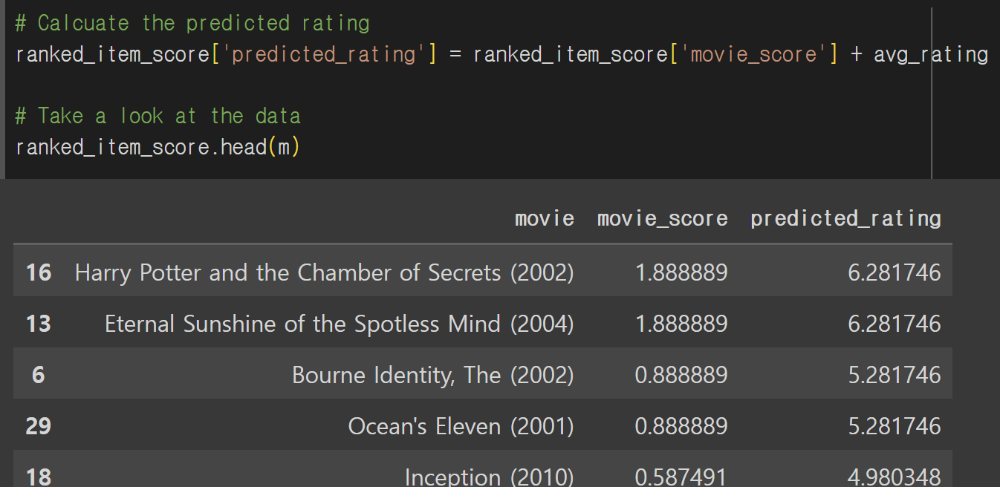 # Calcuate the predicted rating
ranked_item_score['predicted_rating'] = ranked_item_score['movie_score'] + avg_rating
# Take a look at the data
ranked_item_score.head(m)
movie movie_score predicted_rating
16 Harry Potter and the Chamber of Secrets (2002) 1.888889 6.281746
13 Eternal Sunshine of the Spotless Mind (2004) 1.888889 6.281746
6 Bourne Identity, The (2002) 0.888889 5.281746
29 Ocean's Eleven (2001) 0.888889 5.281746
18 Inception (2010) 0.587491 4.980348